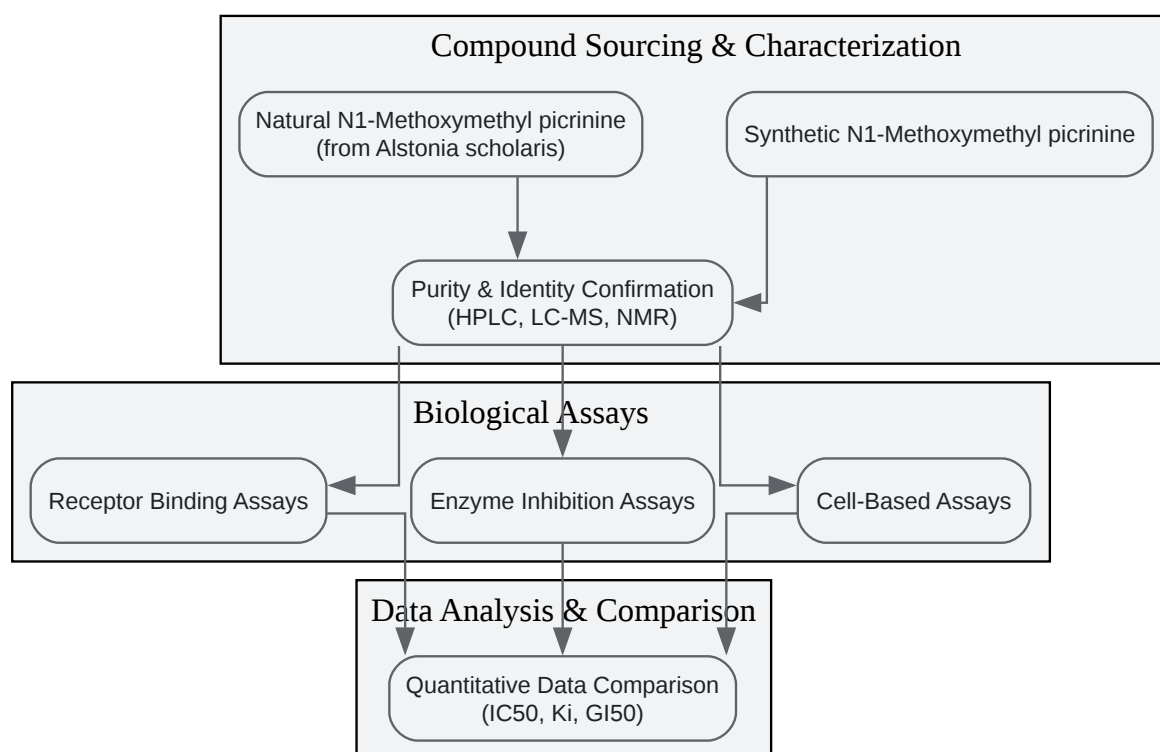 Compound Sourcing & Characterization
Natural N1-Methoxymethyl picrinine
(from Alstonia scholaris)
Synthetic N1-Methoxymethyl picrinine
Purity & Identity Confirmation
(HPLC, LC-MS, NMR)
Biological Assays
Receptor Binding Assays
Enzyme Inhibition Assays
Cell-Based Assays
Data Analysis & Comparison
Quantitative Data Comparison
(IC50, Ki, GI50)